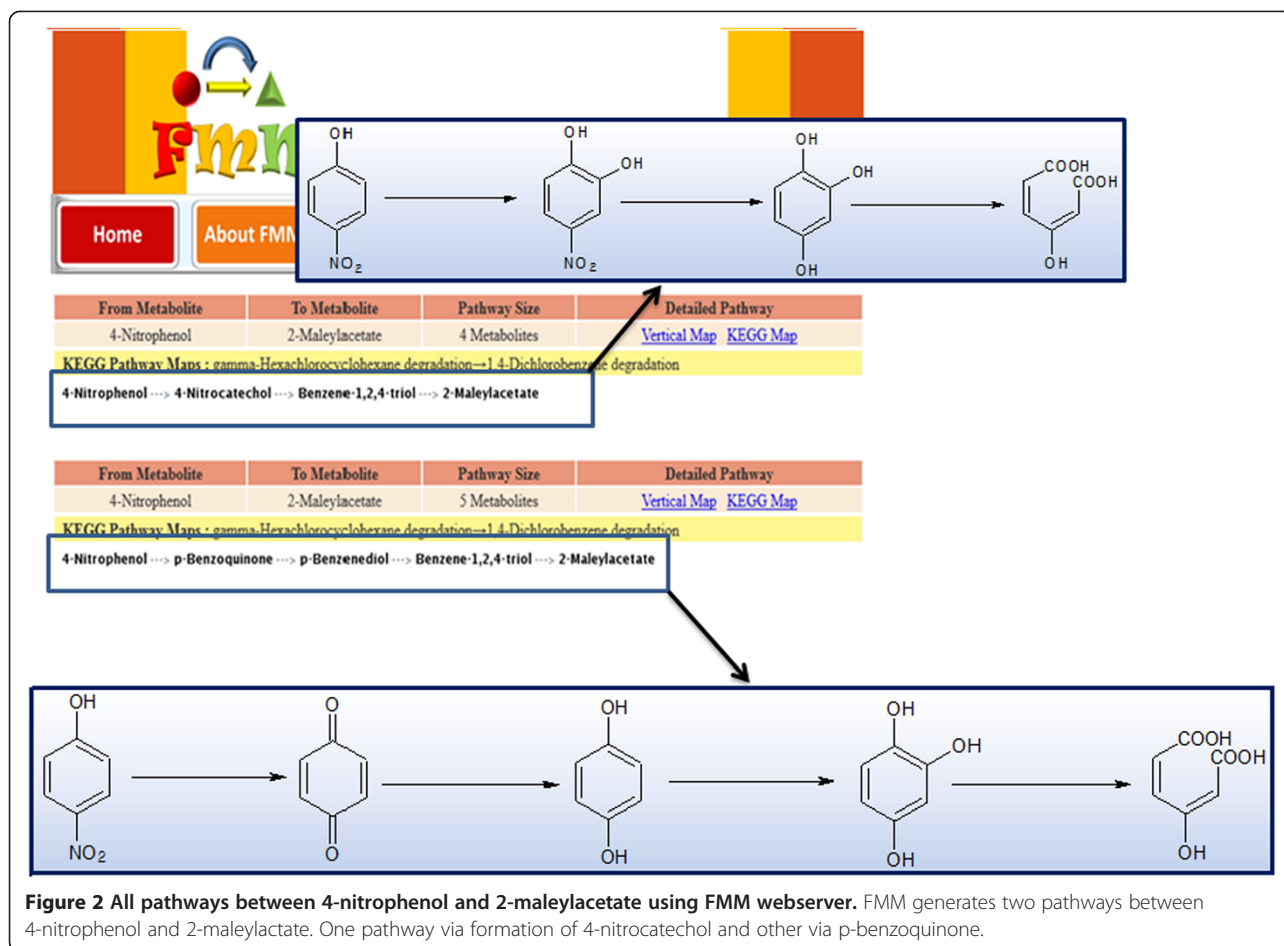 Fmm
Home
About FMM
OH
NO₂
OH
OH
NO₂
OH
OH
OH
COOH
COOH
OH
From Metabolite To Metabolite Pathway Size Detailed Pathway
4-Nitrophenol 2-Maleylacetate 4 Metabolites Vertical Map KEGG Map
KEGG Pathway Maps : gamma-Hexachlorocyclohexane degradation→1,4-Dichlorobenzene degradation
4-Nitrophenol ---> 4-Nitrocatechol ---> Benzene-1,2,4-triol ---> 2-Maleylacetate
From Metabolite To Metabolite Pathway Size Detailed Pathway
4-Nitrophenol 2-Maleylacetate 5 Metabolites Vertical Map KEGG Map
KEGG Pathway Maps : gamma-Hexachlorocyclohexane degradation→1,4-Dichlorobenzene degradation
4-Nitrophenol ---> p-Benzoquinone ---> p-Benzenediol ---> Benzene-1,2,4-triol ---> 2-Maleylacetate
OH
NO₂
O
O
OH
OH
OH
OH
OH
COOH
COOH
OH
Figure 2 All pathways between 4-nitrophenol and 2-maleylacetate using FMM webserver. FMM generates two pathways between
4-nitrophenol and 2-maleylactate. One pathway via formation of 4-nitrocatechol and other via p-benzoquinone.